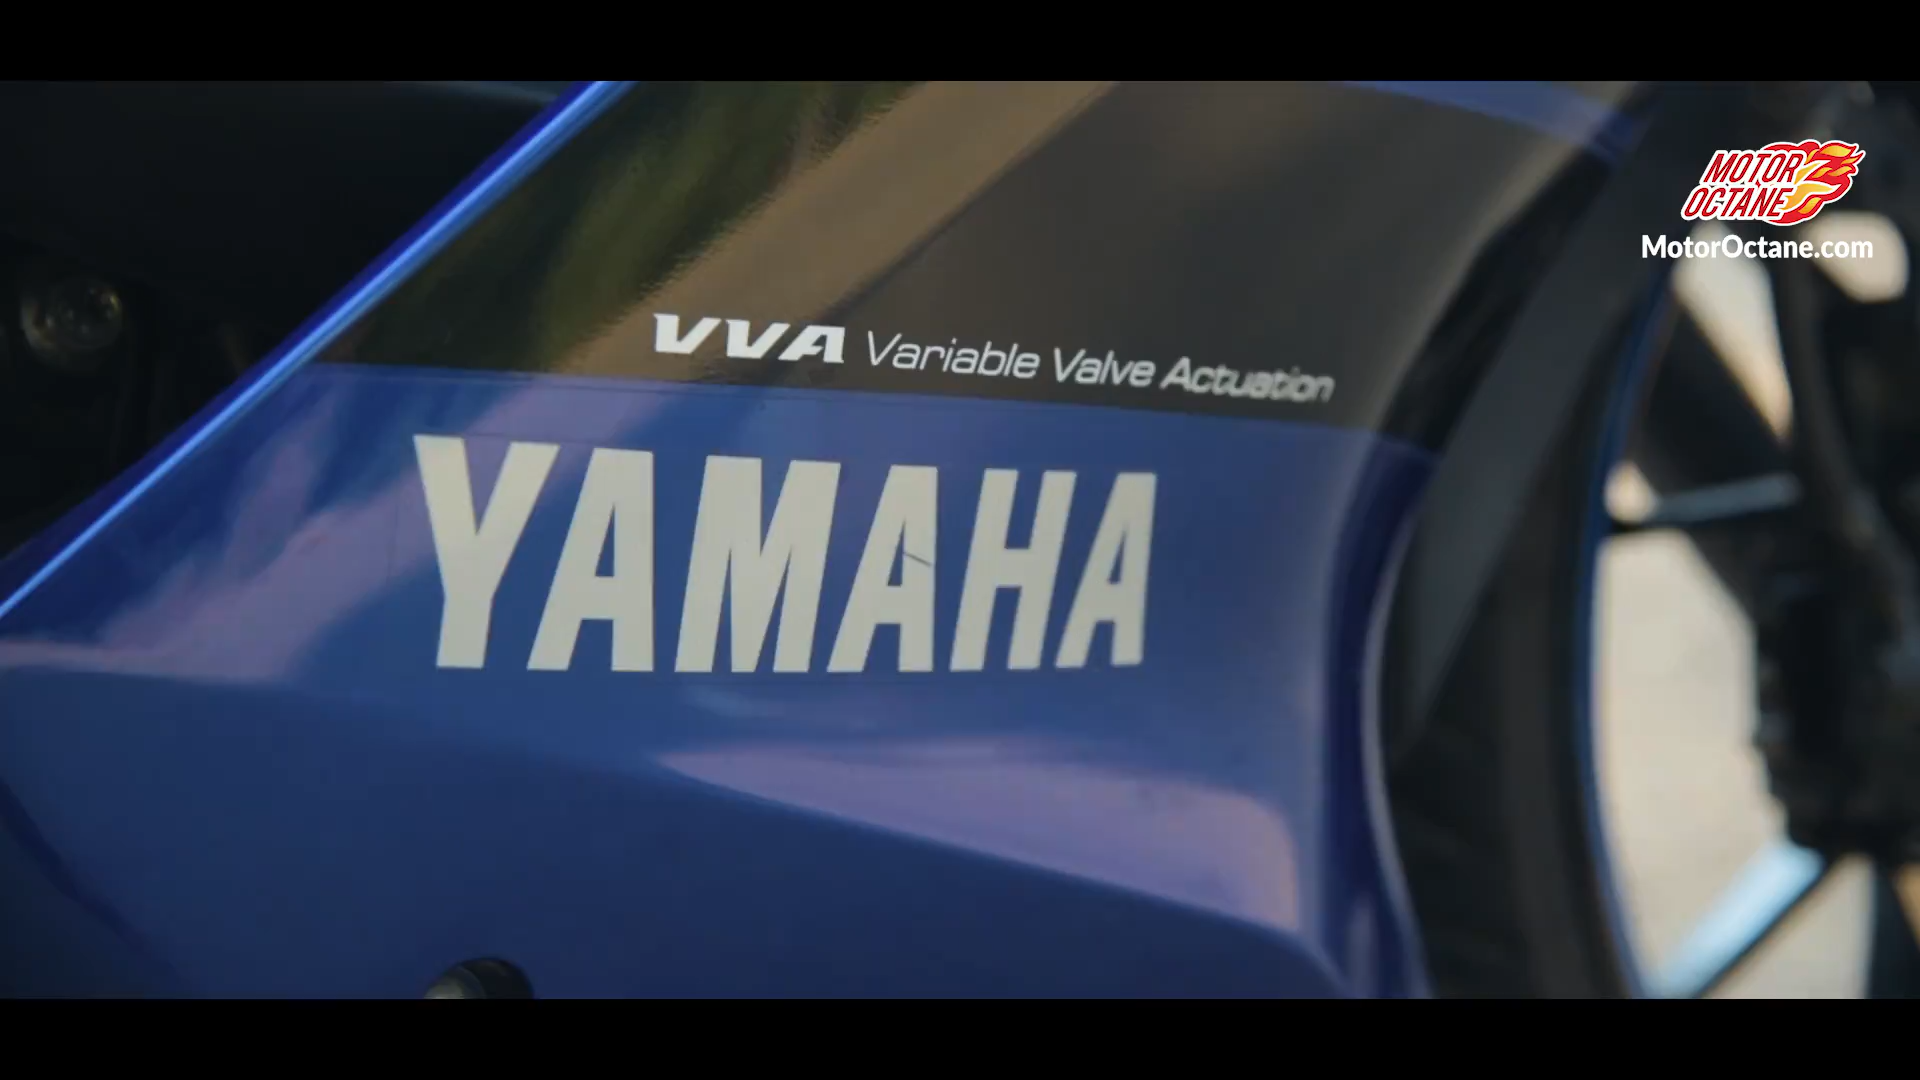 MOTOR
OCTANE
MotorOctane.com
VVA Variable Valve Actuation
YAMAHA